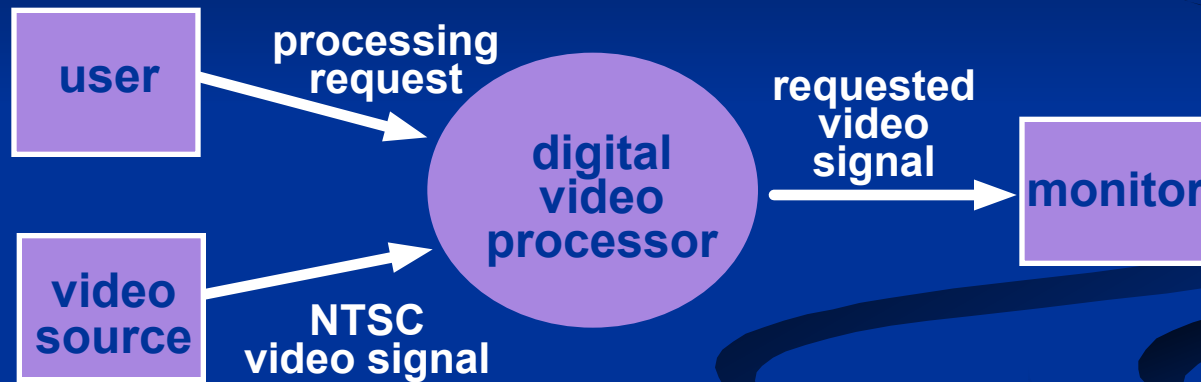 user
processing
request
digital
video
processor
requested
video
signal
monitor
video
source
NTSC
video signal